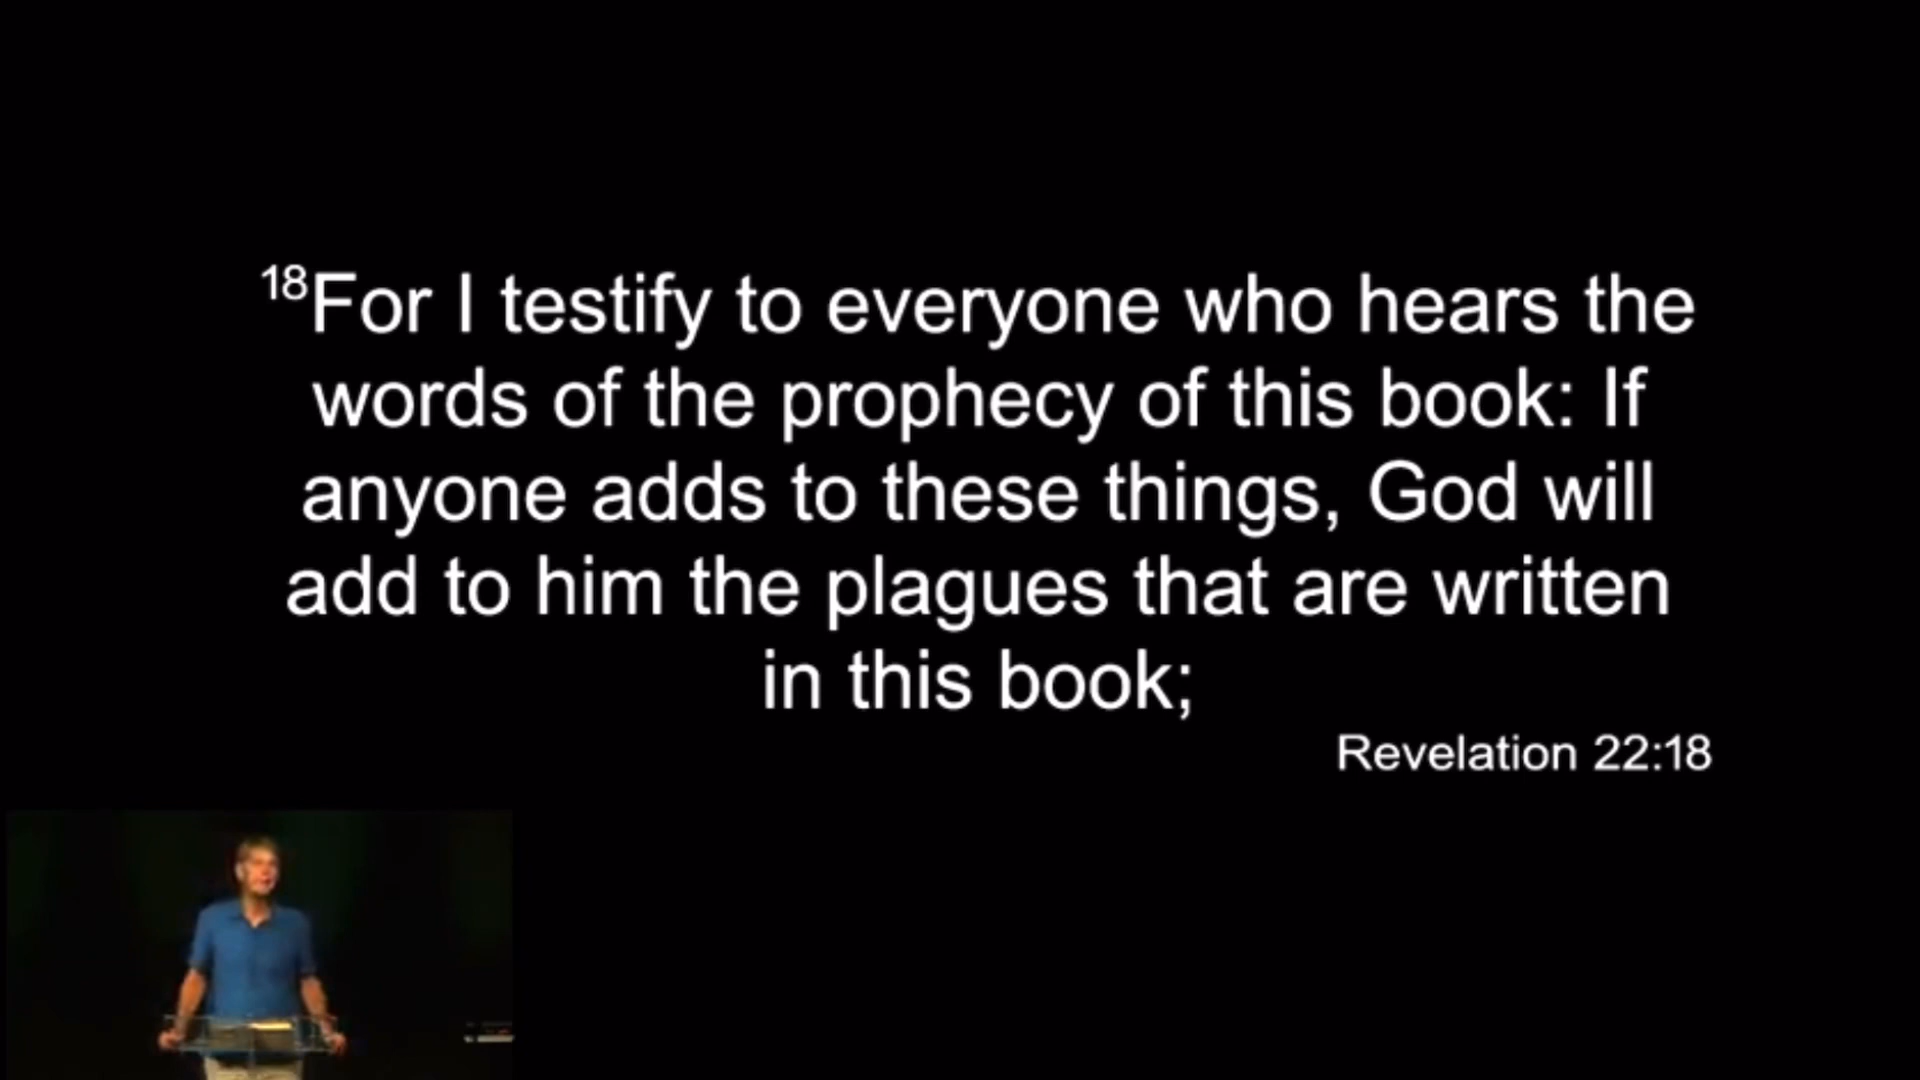 18For I testify to everyone who hears the
words of the prophecy of this book: If
anyone adds to these things, God will
add to him the plagues that are written
in this book;
Revelation 22:18